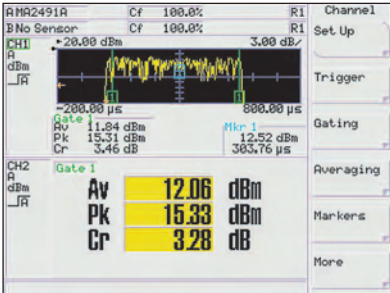 A MA2491A Cf 100.0% R1
B No Sensor Cf 100.0% R1
CH1
A
dBm
20.00 dBm 3.00 dB/
1
1
1
-200.00 µs 800.00 µs
Gate 1
Av 11.84 dBm
Pk 15.31 dBm
Cr 3.46 dB
Mkr 1
12.52 dBm
303.76 µs
CH2
A
dBm
Gate 1
Av 12.06 dBm
Pk 15.33 dBm
Cr 3.28 dB
Channel
Set Up
Trigger
Gating
Averaging
Markers
More